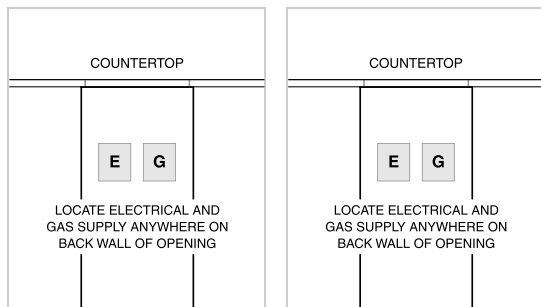 COUNTERTOP
E G
LOCATE ELECTRICAL AND
GAS SUPPLY ANYWHERE ON
BACK WALL OF OPENING
COUNTERTOP
E G
LOCATE ELECTRICAL AND
GAS SUPPLY ANYWHERE ON
BACK WALL OF OPENING